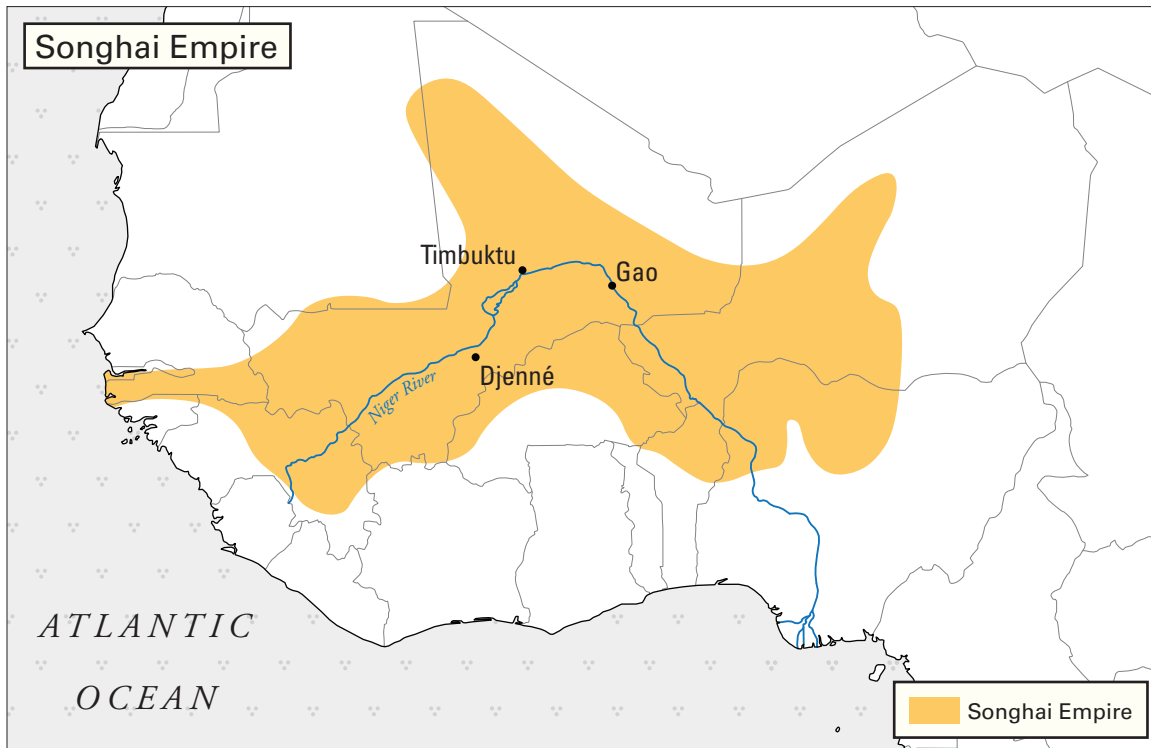 Songhai Empire
Timbuktu
Gao
Djenné
Niger River
ATLANTIC
OCEAN
Songhai Empire